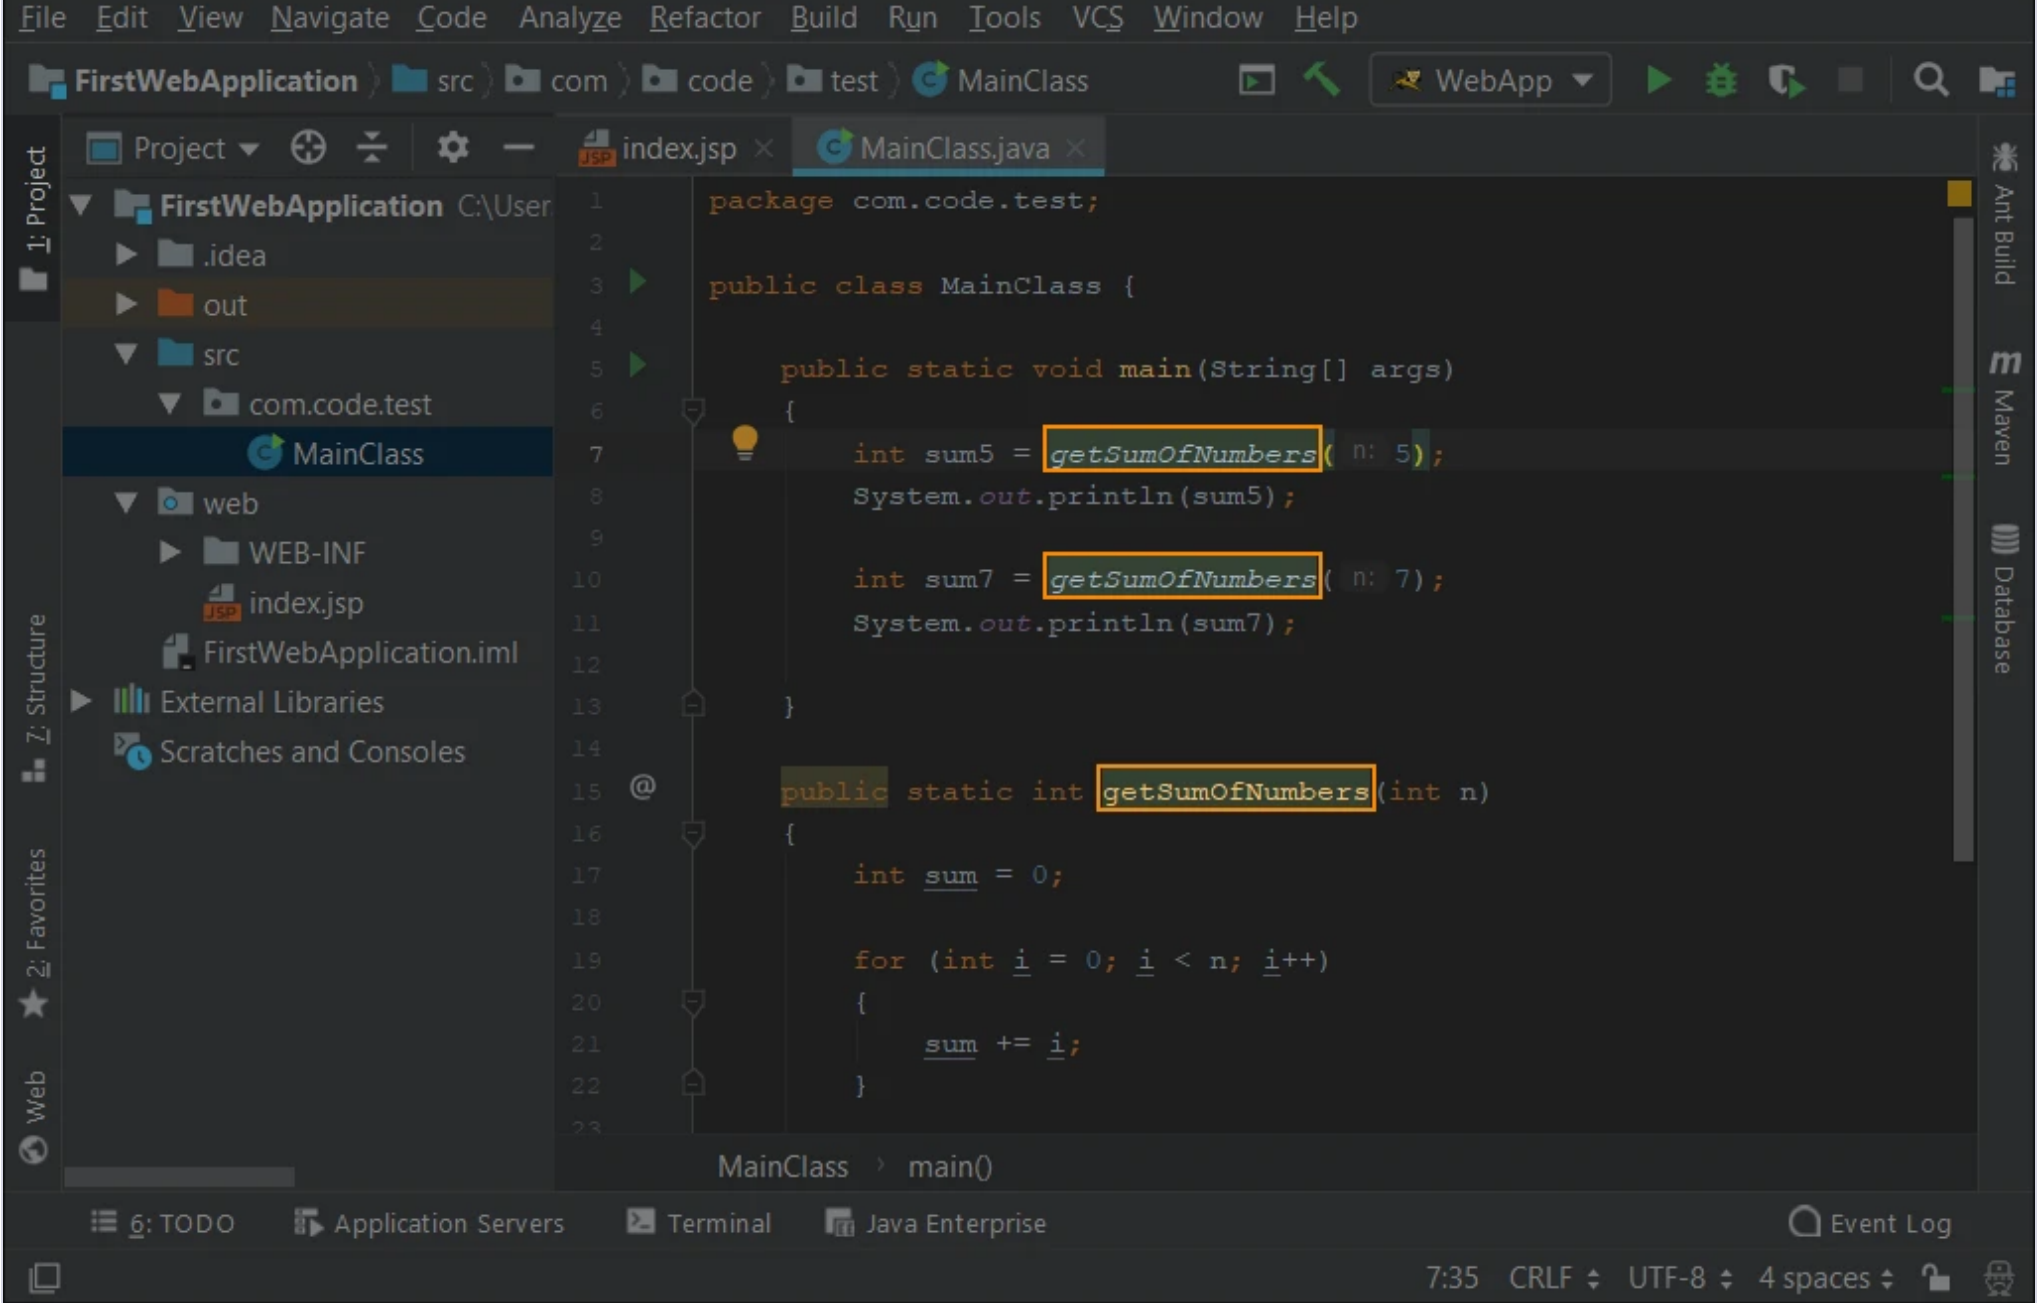 File Edit View Navigate Code Analyze Refactor Build Run Tools VCS Window Help
FirstWebApplication src com code test MainClass WebApp
1: Project
Project
index.jsp MainClass.java
FirstWebApplication C:\User
.idea
out
src
com.code.test
MainClass
web
WEB-INF
JSP index.jsp
FirstWebApplication.iml
External Libraries
Scratches and Consoles
7: Structure
2: Favorites
Web
1 package com.code.test;
2
3 public class MainClass {
4
5 public static void main(String[] args)
6 {
7 int sum5 = getSumOfNumbers( n: 5);
8 System.out.println(sum5);
9
10 int sum7 = getSumOfNumbers( n: 7);
11 System.out.println(sum7);
12
13 }
14
15 @ public static int getSumOfNumbers(int n)
16 {
17 int sum = 0;
18
19 for (int i = 0; i < n; i++)
20 {
21 sum += i;
22 }
23
MainClass main()
Ant Build
m Maven
Database
6: TODO Application Servers Terminal Java Enterprise Event Log
7:35 CRLF UTF-8 4 spaces